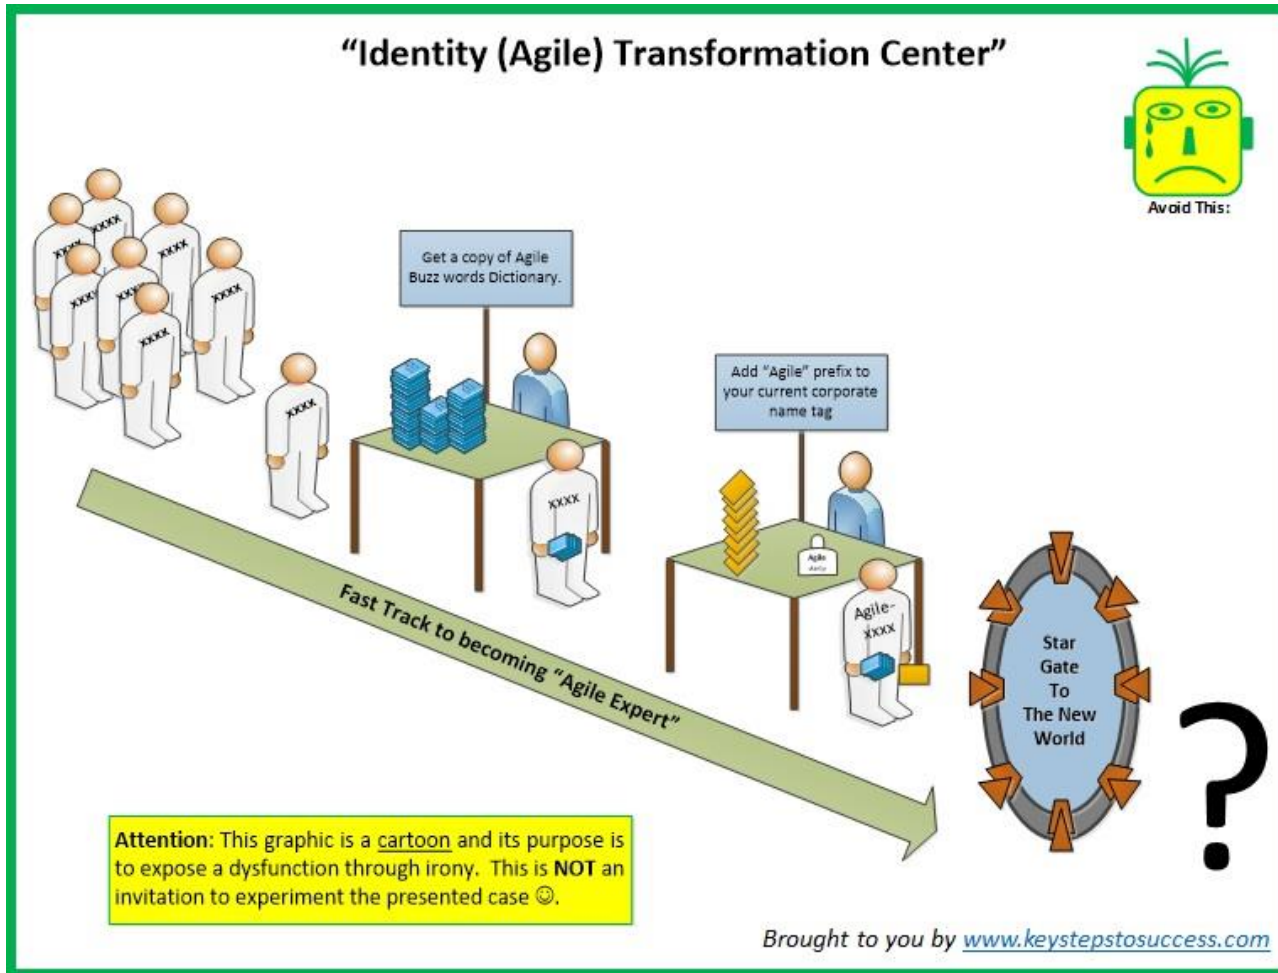 “Identity (Agile) Transformation Center”
Avoid This:
xxxx
xxxx
xxxx
xxxx
xxxx
xxxx
xxxx
xxxx
Get a copy of Agile
Buzz words Dictionary.
xxxx
Add “Agile” prefix to
your current corporate
name tag
Agile
Agile-
xxxx
Fast Track to becoming “Agile Expert”
Star
Gate
To
The New
World
?
Attention: This graphic is a cartoon and its purpose is
to expose a dysfunction through irony. This is NOT an
invitation to experiment the presented case ☺.
Brought to you by www.keystepstosuccess.com